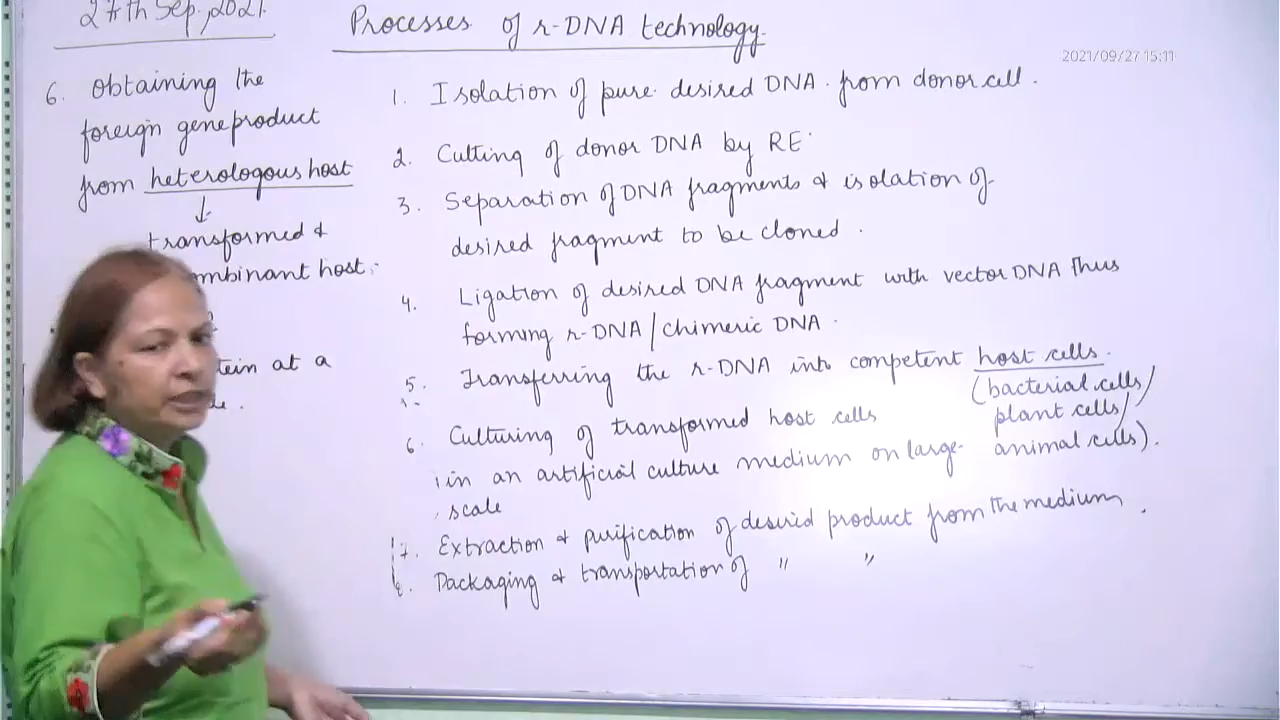 27th Sep., 2021.
Processes of r-DNA technology.
2021/09/27 15:11
6. Obtaining the
foreign gene product
from heterologous host
↓
transformed &
mbinant host.
tein at a
1. Isolation of pure desired DNA from donor cell.
2. Cutting of donor DNA by RE.
3. Separation of DNA fragments & isolation of
desired fragment to be cloned.
4. Ligation of desired DNA fragment with vector DNA thus
forming r-DNA/chimeric DNA.
5. Transferring the r-DNA into competent host cells.
(bacterial cells/
plant cells/
animal cells).
6. Culturing of transformed host cells
in an artificial culture medium on large-
scale
7. Extraction & purification of desired product from the medium.
8. Packaging & transportation of " "